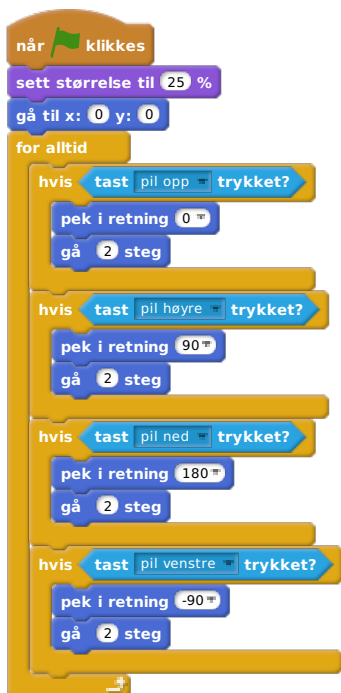 når klikkes
sett størrelse til 25 %
gå til x: 0 y: 0
for alltid
hvis tast pil opp trykket?
pek i retning 0
gå 2 steg
hvis tast pil høyre trykket?
pek i retning 90
gå 2 steg
hvis tast pil ned trykket?
pek i retning 180
gå 2 steg
hvis tast pil venstre trykket?
pek i retning -90
gå 2 steg